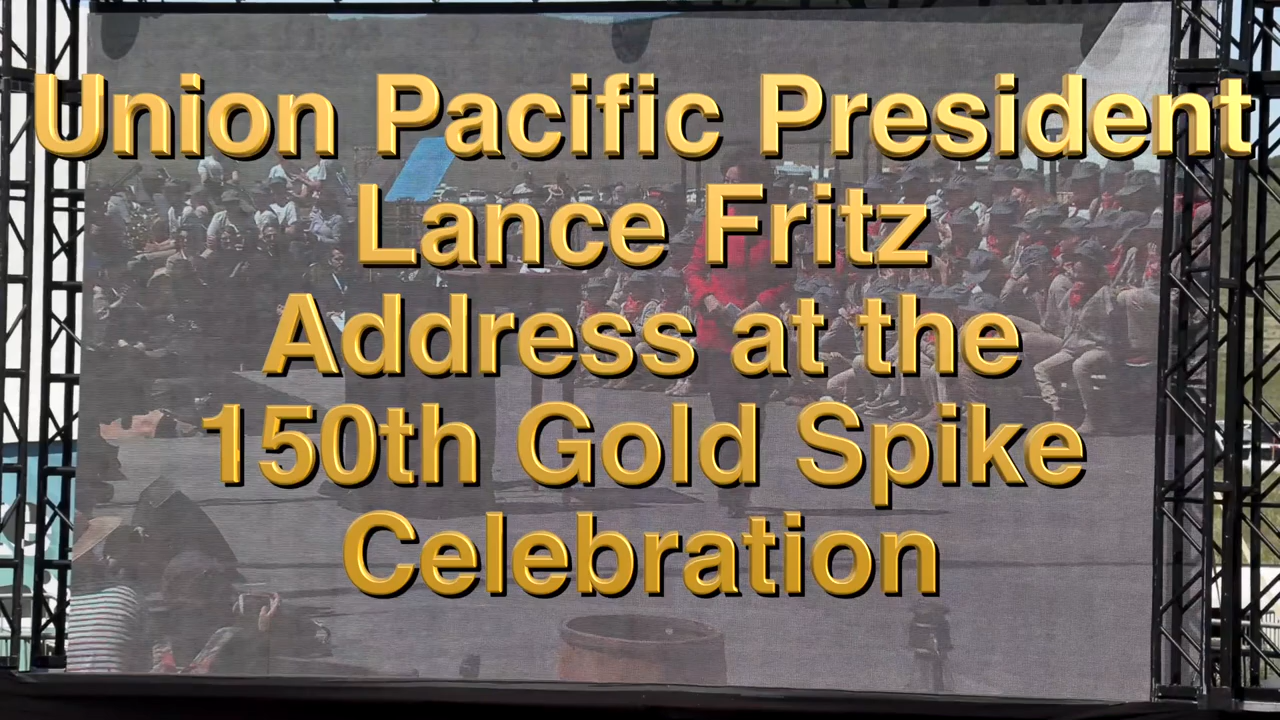 Union Pacific President
Lance Fritz
Address at the
150th Gold Spike
Celebration